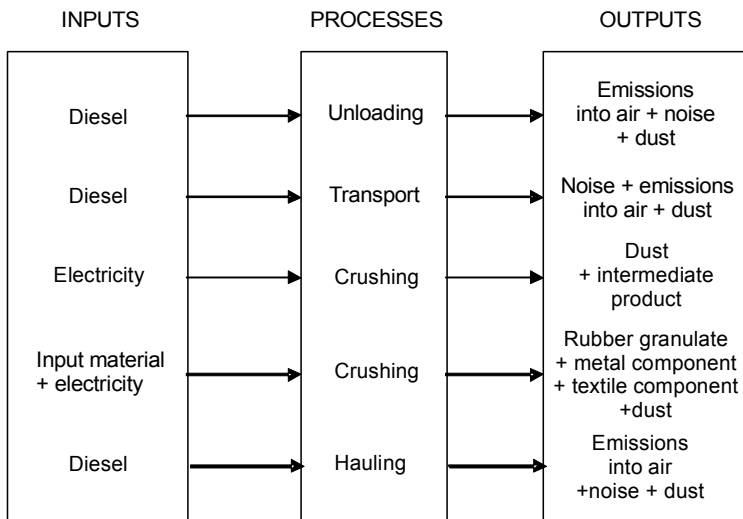 INPUTS
PROCESSES
OUTPUTS
Diesel
Unloading
Emissions
into air + noise
+ dust
Diesel
Transport
Noise + emissions
into air + dust
Electricity
Crushing
Dust
+ intermediate
product
Input material
+ electricity
Crushing
Rubber granulate
+ metal component
+ textile component
+dust
Diesel
Hauling
Emissions
into air
+noise + dust